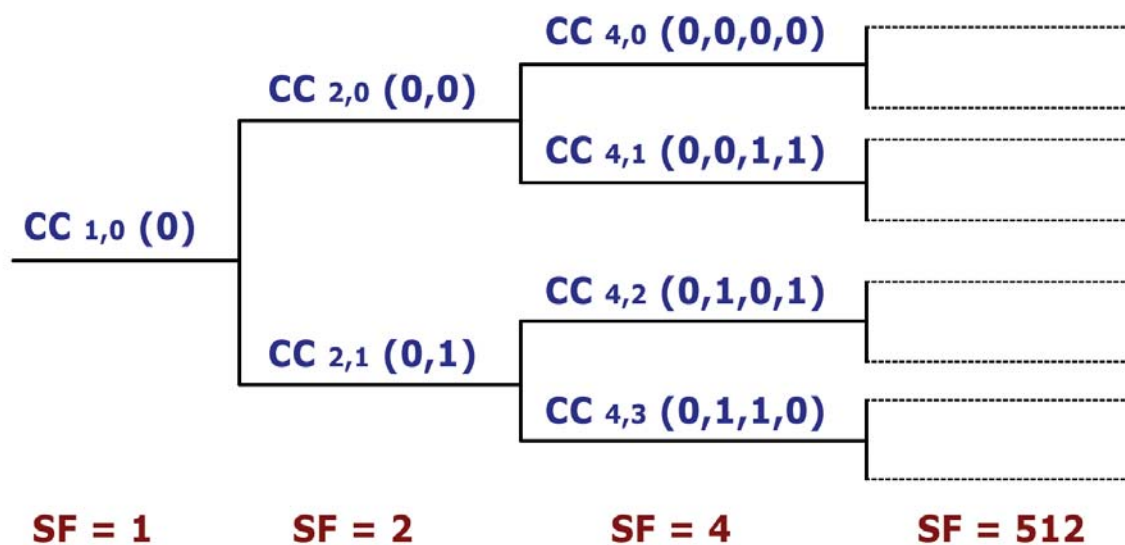 CC 4,0 (0,0,0,0)
CC 2,0 (0,0)
CC 4,1 (0,0,1,1)
CC 1,0 (0)
CC 4,2 (0,1,0,1)
CC 2,1 (0,1)
CC 4,3 (0,1,1,0)
SF = 1 SF = 2 SF = 4 SF = 512